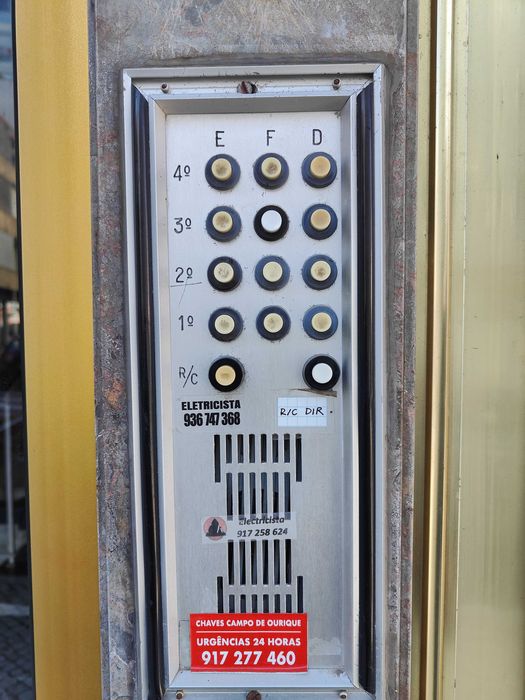 E F D
4º
3º
2º
1º
R/C
ELETRICISTA
936 747 368
R/C DIR
electricista
917 258 624
CHAVES CAMPO DE OURIQUE
URGÊNCIAS 24 HORAS
917 277 460